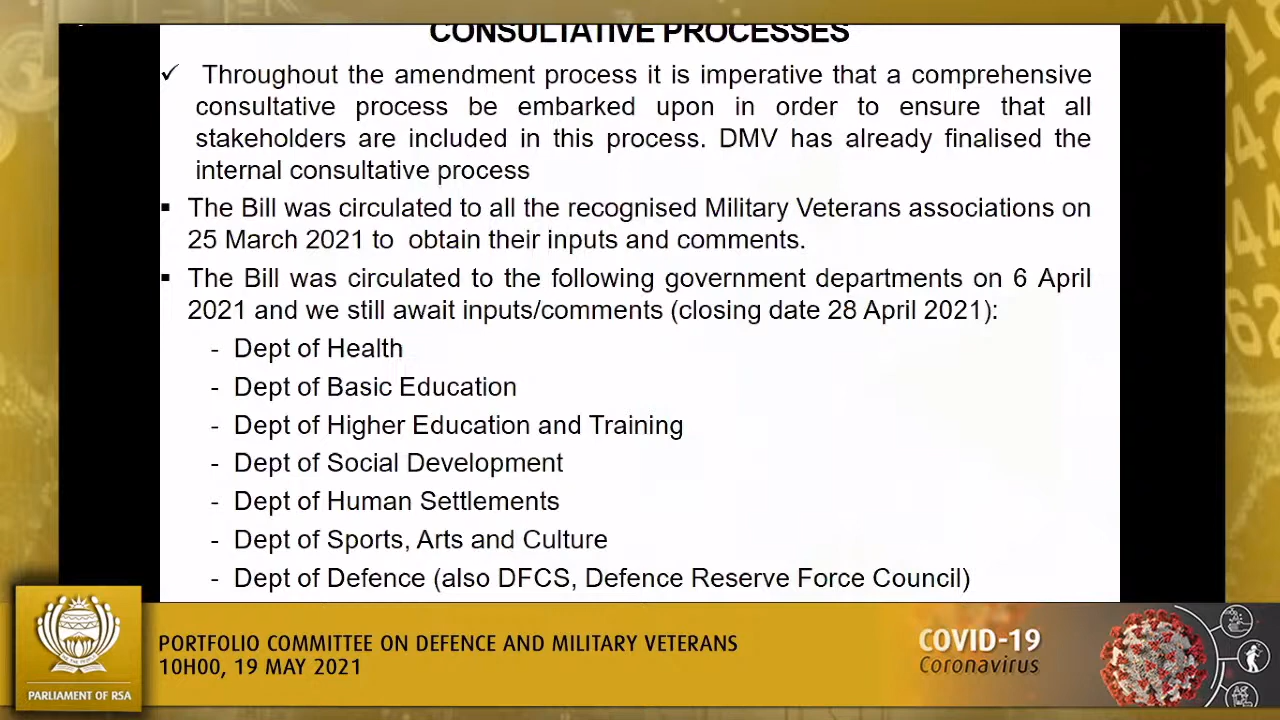 CONSULTATIVE PROCESSES
✓ Throughout the amendment process it is imperative that a comprehensive
consultative process be embarked upon in order to ensure that all
stakeholders are included in this process. DMV has already finalised the
internal consultative process
▪ The Bill was circulated to all the recognised Military Veterans associations on
25 March 2021 to obtain their inputs and comments.
▪ The Bill was circulated to the following government departments on 6 April
2021 and we still await inputs/comments (closing date 28 April 2021):
- Dept of Health
- Dept of Basic Education
- Dept of Higher Education and Training
- Dept of Social Development
- Dept of Human Settlements
- Dept of Sports, Arts and Culture
- Dept of Defence (also DFCS, Defence Reserve Force Council)
PORTFOLIO COMMITTEE ON DEFENCE AND MILITARY VETERANS
10H00, 19 MAY 2021
PARLIAMENT OF RSA
COVID-19
Coronavirus